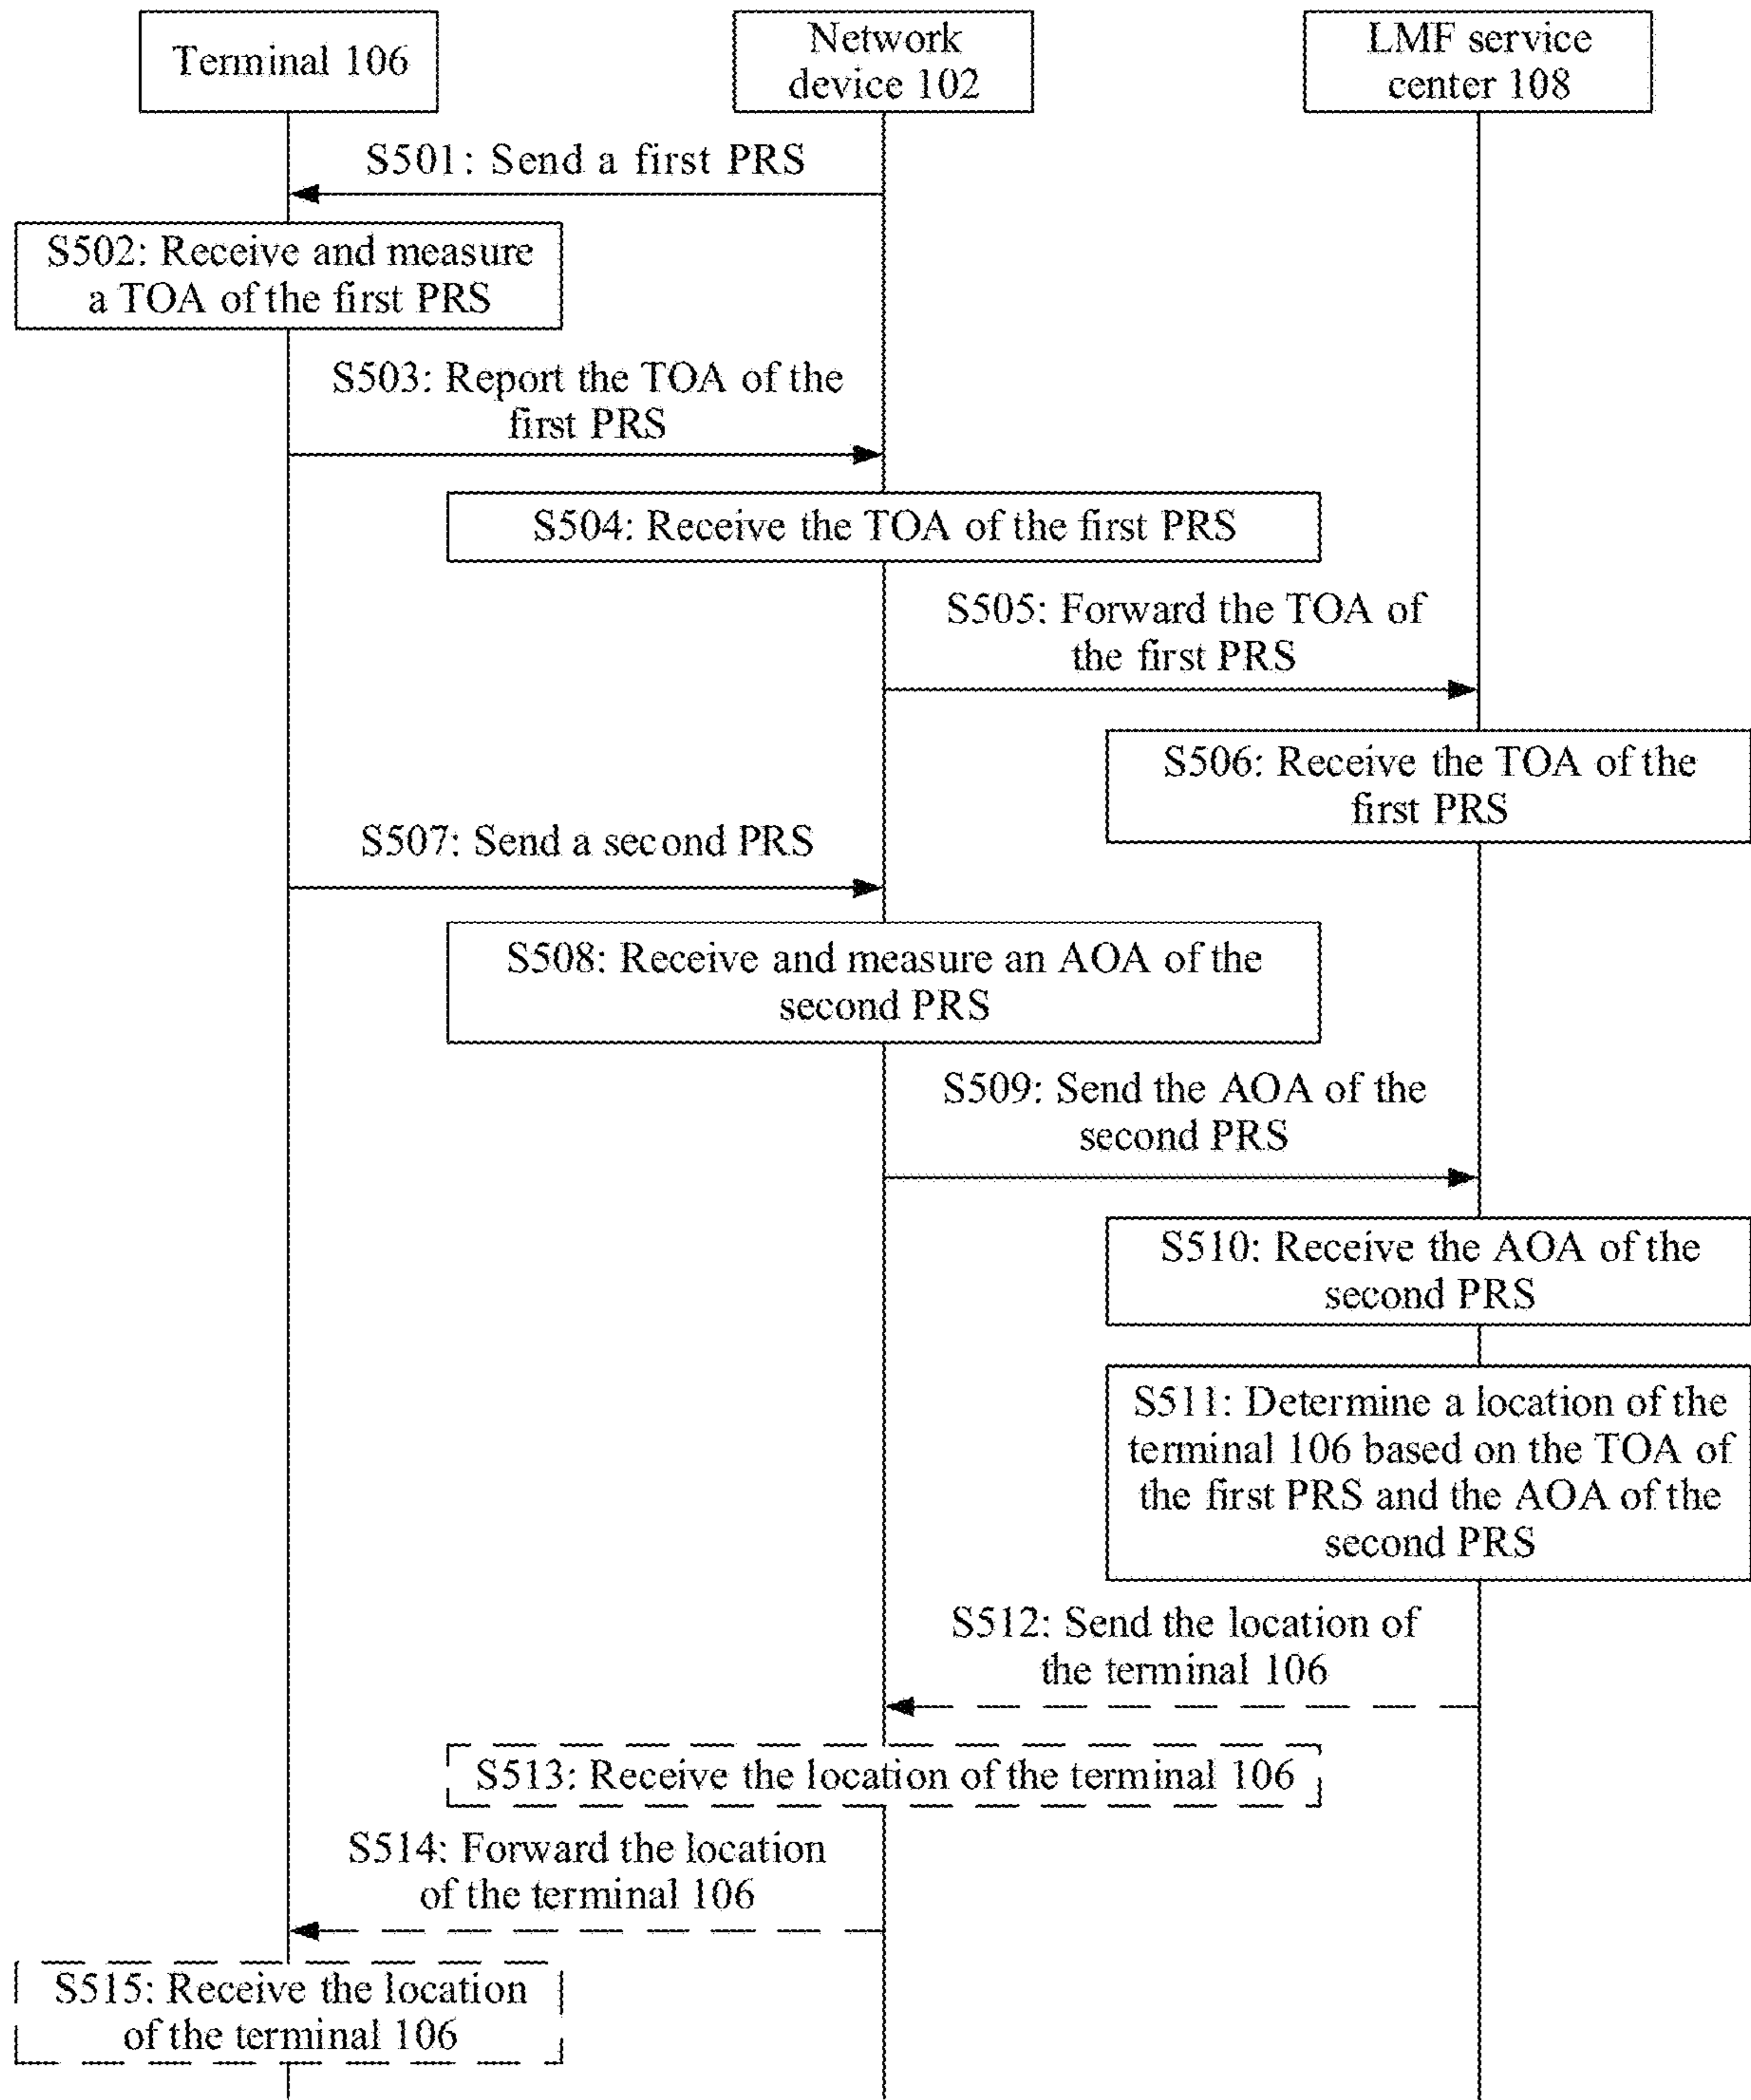 Terminal 106
Network
device 102
LMF service
center 108
S501: Send a first PRS
S502: Receive and measure
a TOA of the first PRS
S503: Report the TOA of the
first PRS
S504: Receive the TOA of the first PRS
S505: Forward the TOA of
the first PRS
S506: Receive the TOA of the
first PRS
S507: Send a second PRS
S508: Receive and measure an AOA of the
second PRS
S509: Send the AOA of the
second PRS
S510: Receive the AOA of the
second PRS
S511: Determine a location of the
terminal 106 based on the TOA of
the first PRS and the AOA of the
second PRS
S512: Send the location of
the terminal 106
S513: Receive the location of the terminal 106
S514: Forward the location
of the terminal 106
S515: Receive the location
of the terminal 106